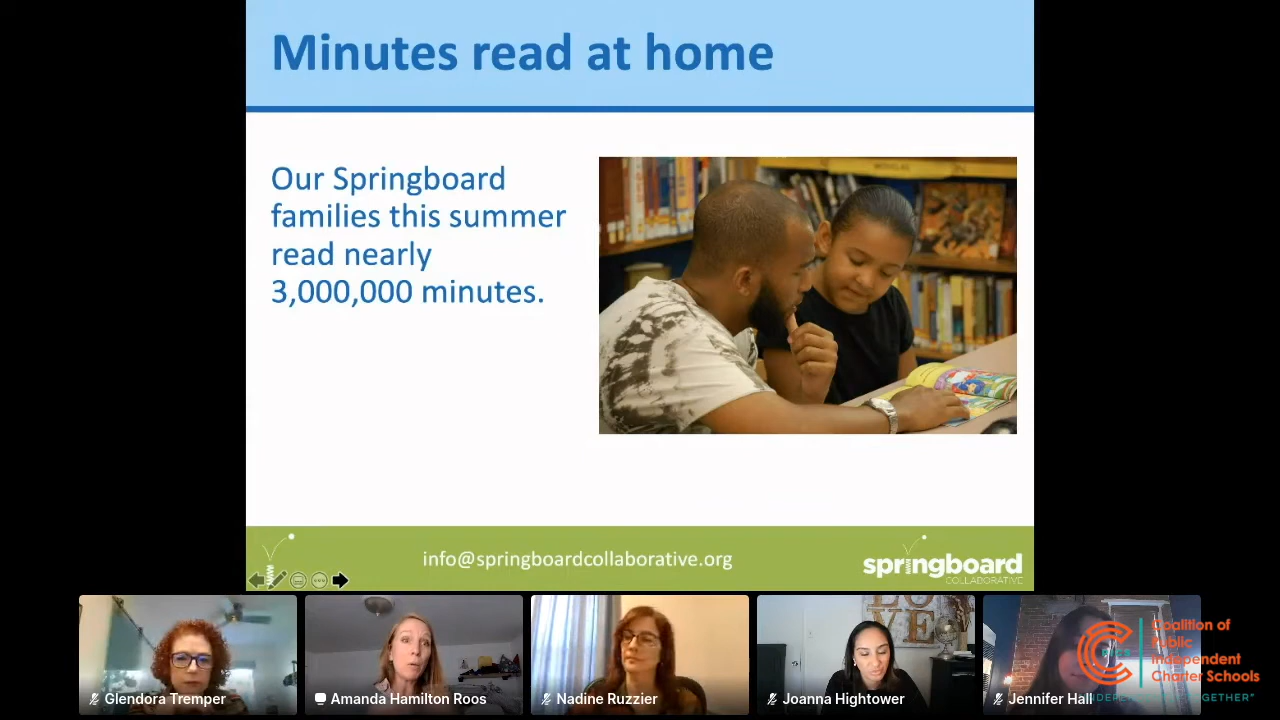 Minutes read at home
Our Springboard
families this summer
read nearly
3,000,000 minutes.
info@springboardcollaborative.org
springboard
COLLABORATIVE
LOVE
Glendora Tremper
Amanda Hamilton Roos
Nadine Ruzzier
Joanna Hightower
Jennifer Hall
Coalition of
Public
Independent
Charter Schools